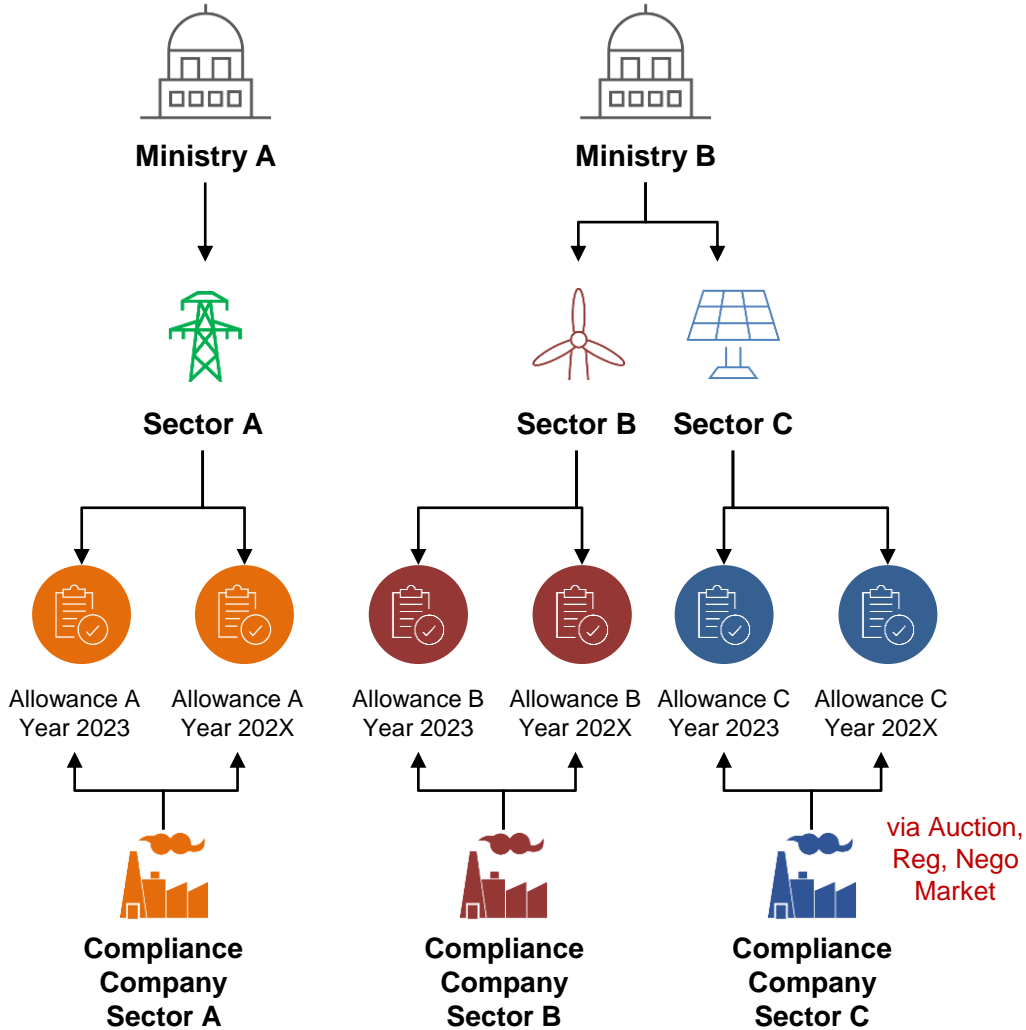 Ministry A
Ministry B
Sector A
Sector B
Sector C
Allowance A
Year 2023
Allowance A
Year 202X
Allowance B
Year 2023
Allowance B
Year 202X
Allowance C
Year 2023
Allowance C
Year 202X
via Auction,
Reg, Nego
Market
Compliance
Company
Sector A
Compliance
Company
Sector B
Compliance
Company
Sector C